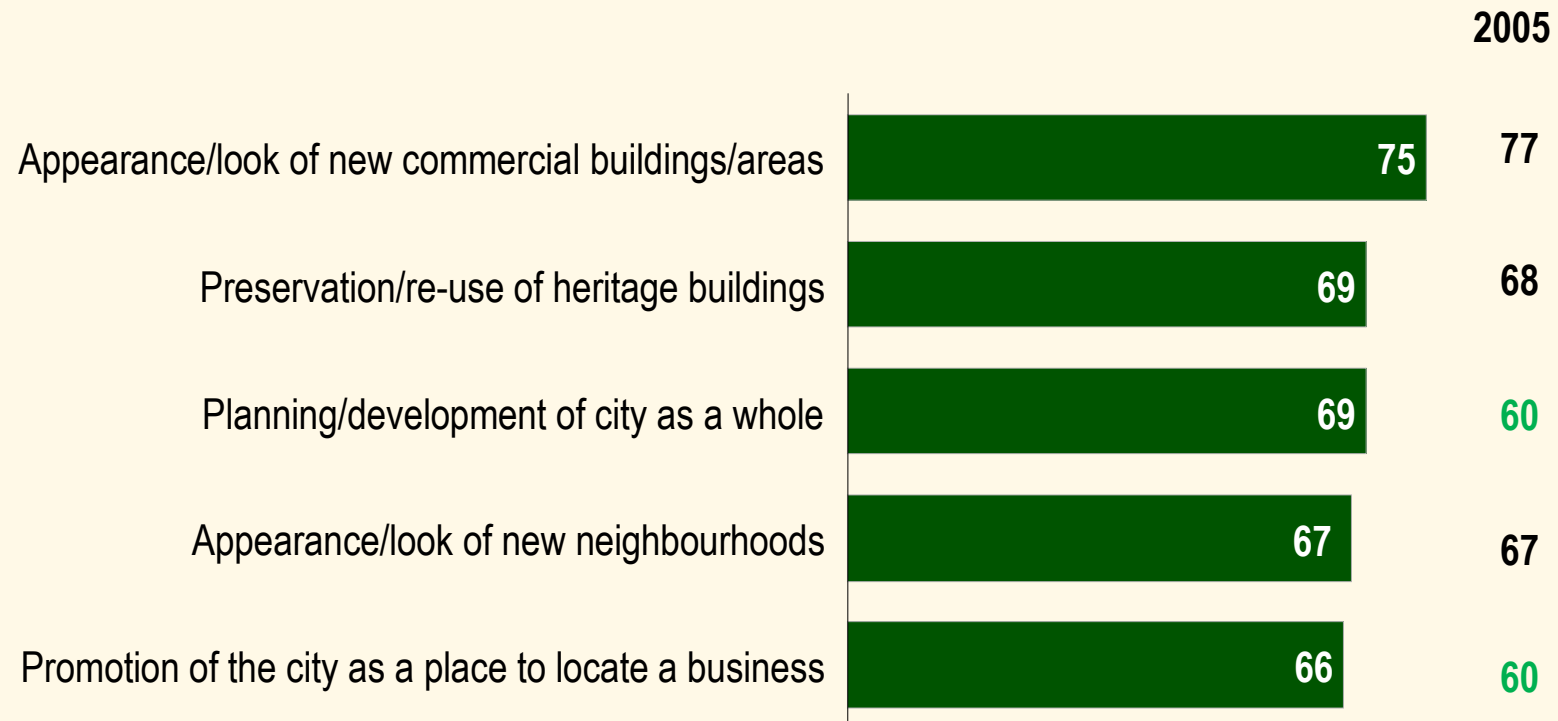 2005
Appearance/look of new commercial buildings/areas 75 77
Preservation/re-use of heritage buildings 69 68
Planning/development of city as a whole 69 60
Appearance/look of new neighbourhoods 67 67
Promotion of the city as a place to locate a business 66 60